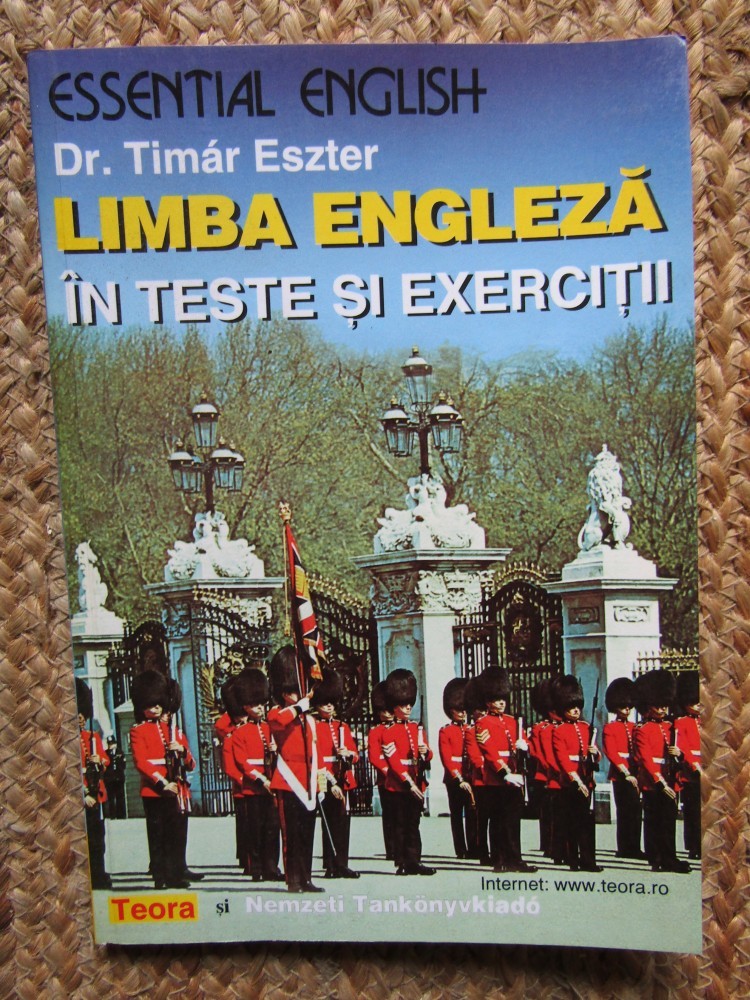 ESSENTIAL ENGLISH
Dr. Timár Eszter
LIMBA ENGLEZĂ
ÎN TESTE ȘI EXERCIȚII
Internet: www.teora.ro
Teora și Nemzeti Tankönyvkiadó